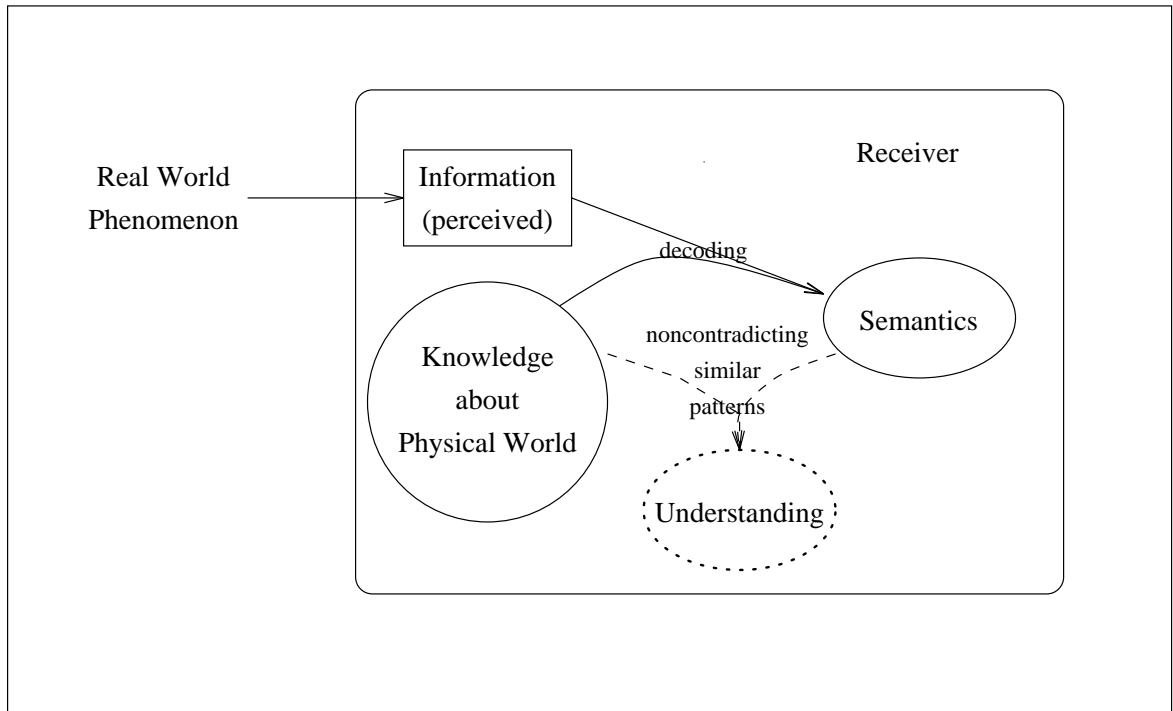 Receiver
Real World
Phenomenon
Information
(perceived)
decoding
Semantics
noncontradicting
similar
patterns
Knowledge
about
Physical World
Understanding